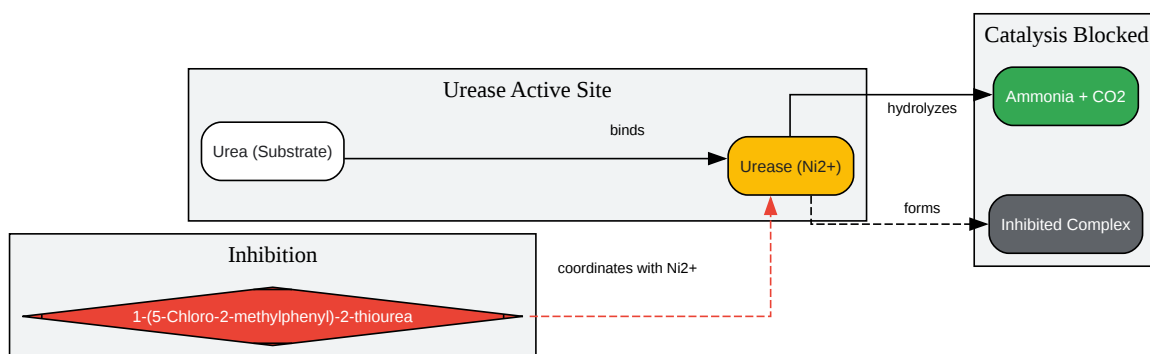 Catalysis Blocked
Urease Active Site
Ammonia + CO2
hydrolyzes
binds
Urea (Substrate)
Urease (Ni2+)
forms
Inhibited Complex
Inhibition
coordinates with Ni2+
1-(5-Chloro-2-methylphenyl)-2-thiourea